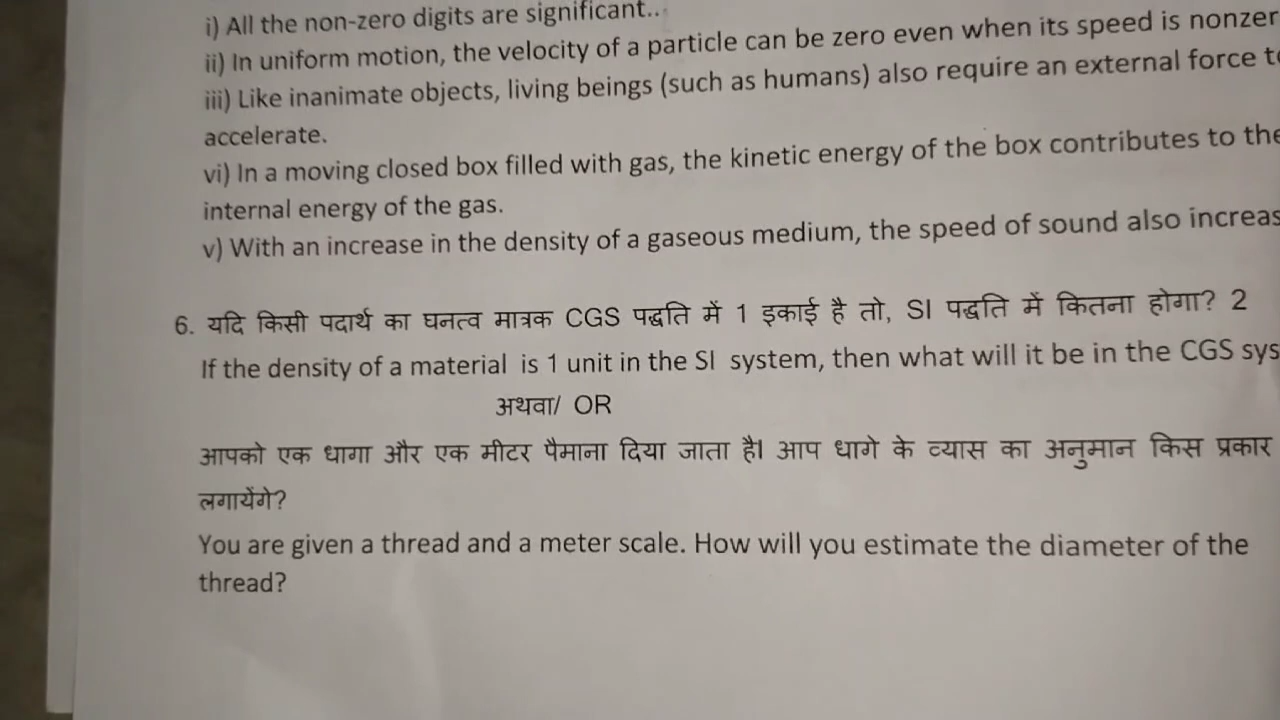 i) All the non-zero digits are significant..
ii) In uniform motion, the velocity of a particle can be zero even when its speed is nonzer
iii) Like inanimate objects, living beings (such as humans) also require an external force to
accelerate.
vi) In a moving closed box filled with gas, the kinetic energy of the box contributes to the
internal energy of the gas.
v) With an increase in the density of a gaseous medium, the speed of sound also increas
6. यदि किसी पदार्थ का घनत्व मात्रक CGS पद्धति में 1 इकाई है तो, SI पद्धति में कितना होगा? 2
If the density of a material is 1 unit in the SI system, then what will it be in the CGS sys
अथवा/ OR
आपको एक धागा और एक मीटर पैमाना दिया जाता है। आप धागे के व्यास का अनुमान किस प्रकार
लगायेंगे?
You are given a thread and a meter scale. How will you estimate the diameter of the
thread?